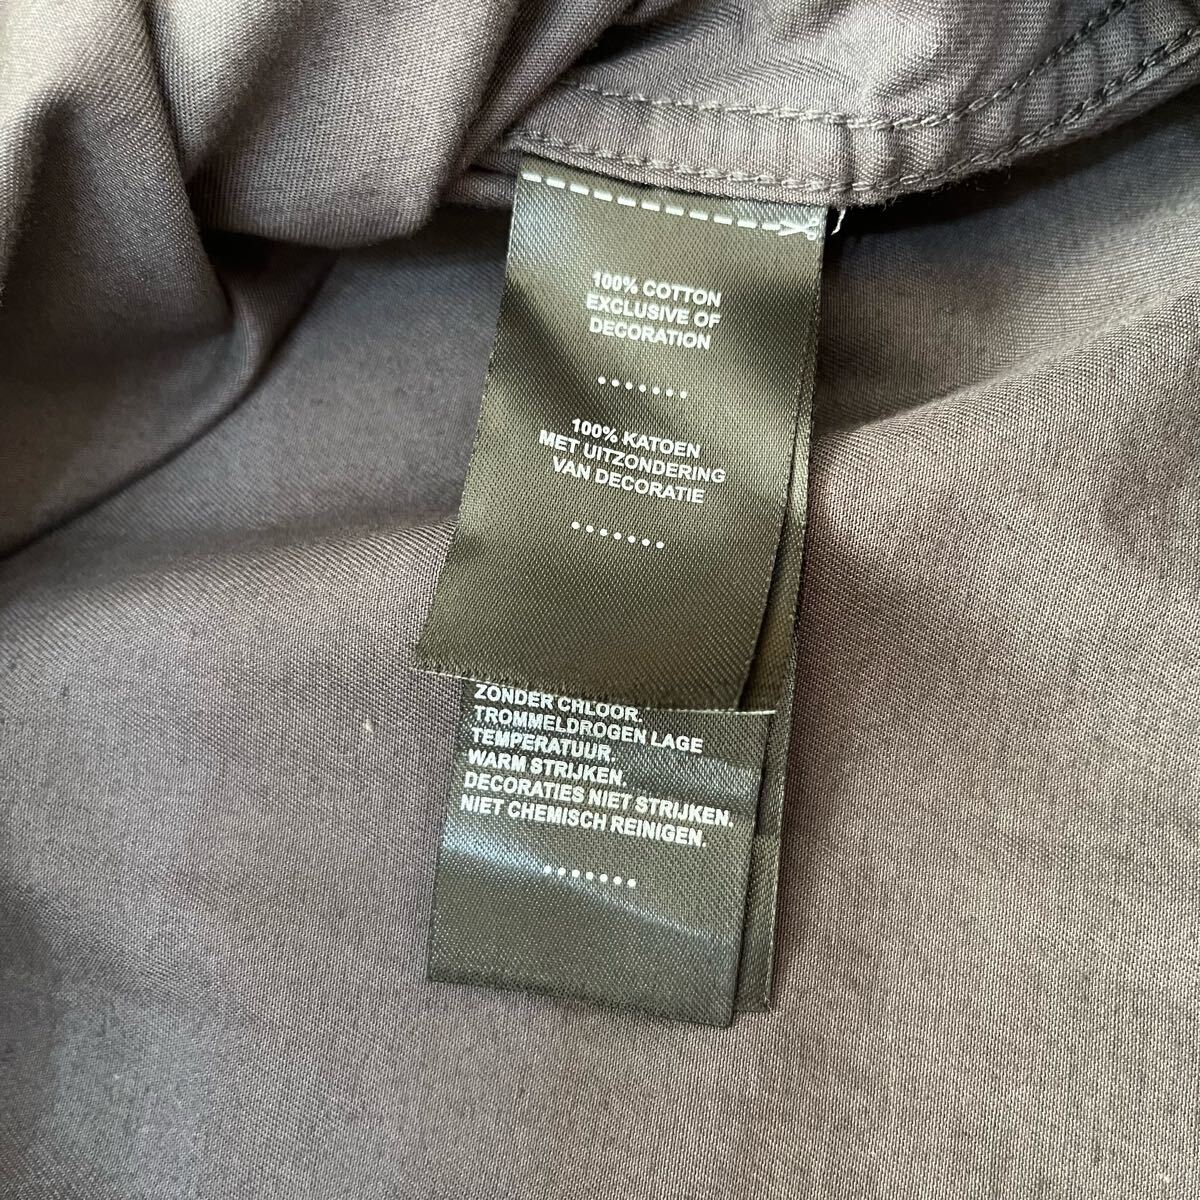 100% COTTON
EXCLUSIVE OF
DECORATION
100% KATOEN
MET UITZONDERING
VAN DECORATIE
ZONDER CHLOOR.
TROMMELDROGEN LAGE
TEMPERATUUR.
WARM STRIJKEN.
DECORATIES NIET STRIJKEN.
NIET CHEMISCH REINIGEN.